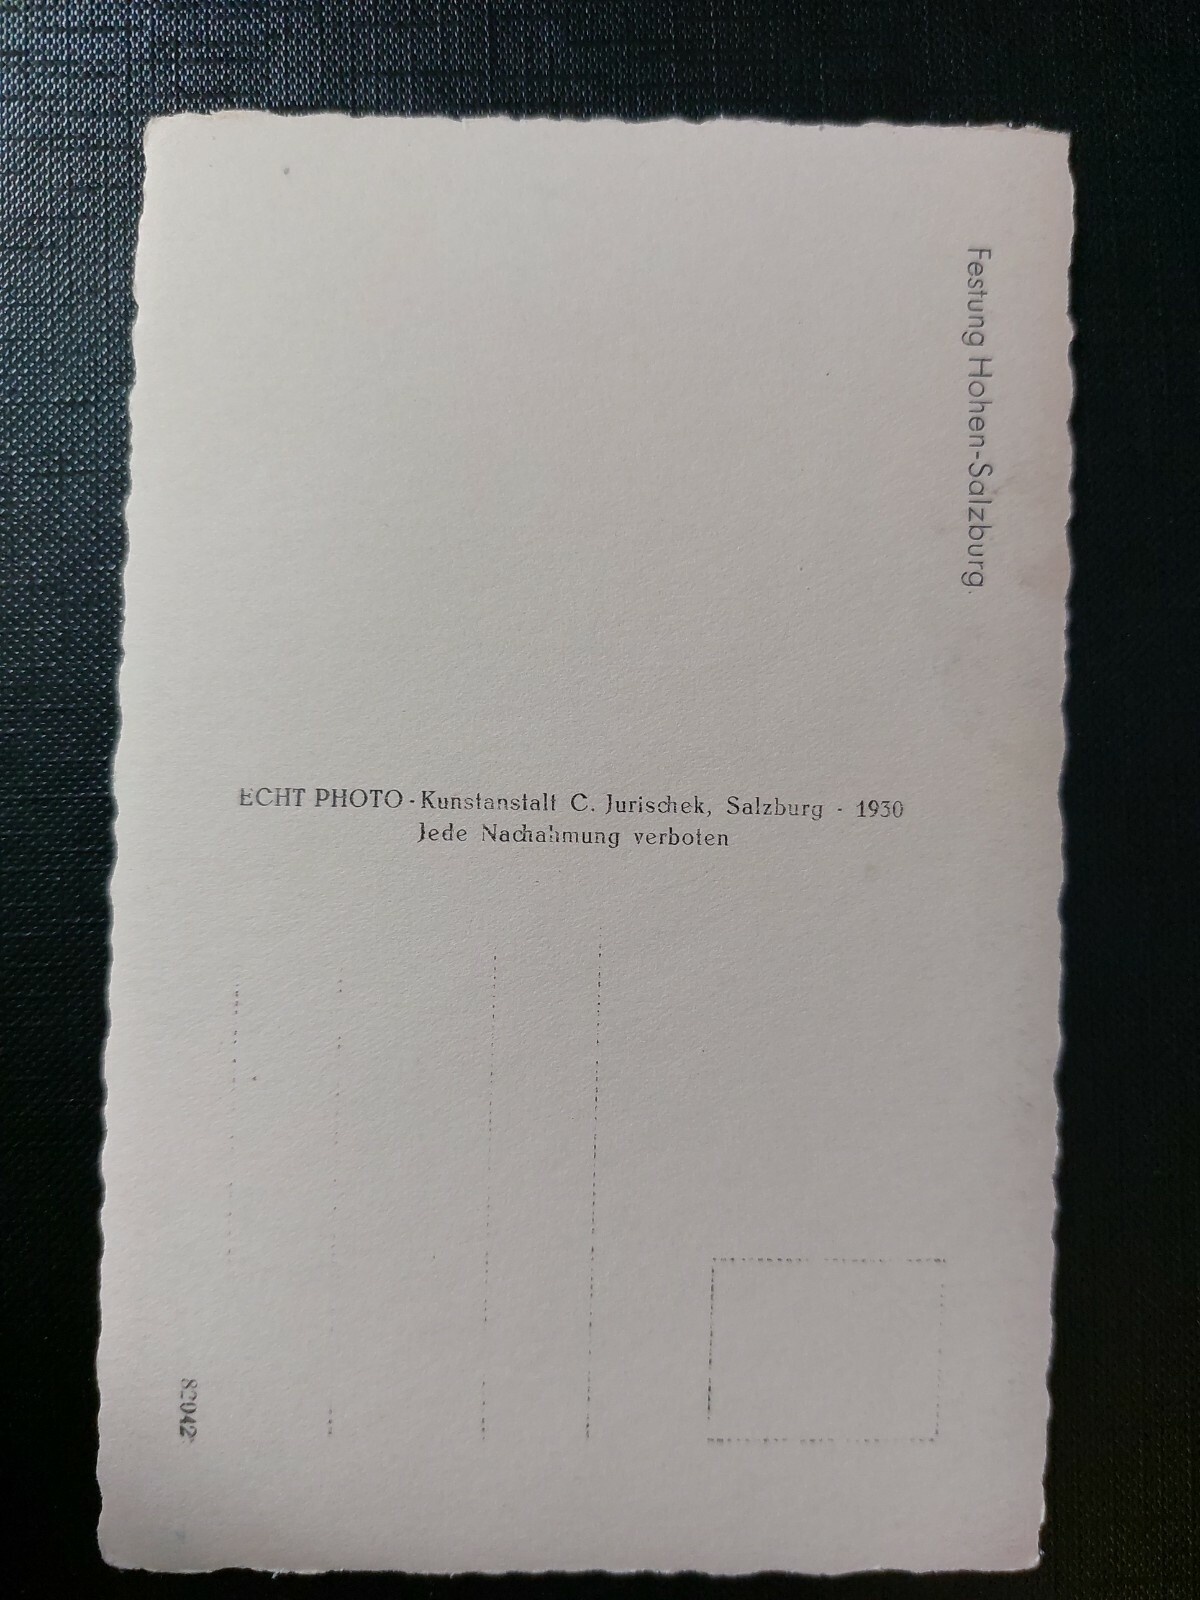 Festung Hohen-Salzburg.
ECHT PHOTO - Kunstanstalt C. Jurischek, Salzburg - 1930
Jede Nachahmung verboten
82042